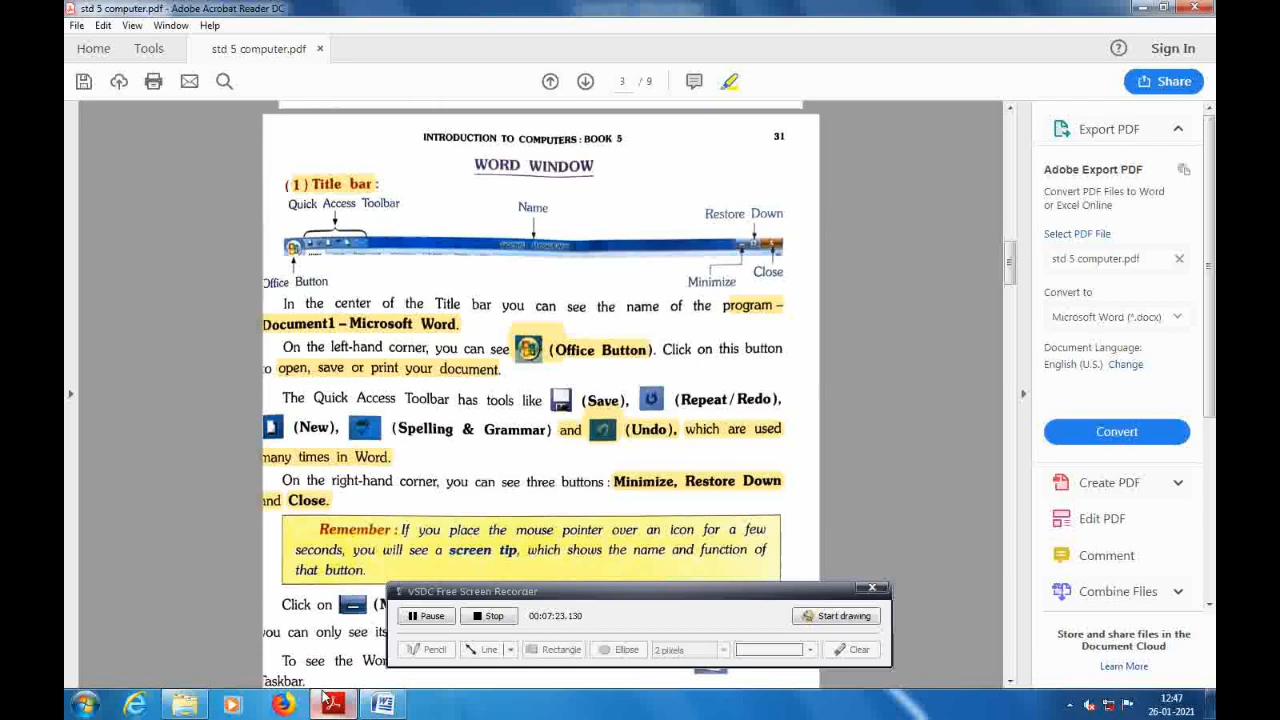 std 5 computer.pdf - Adobe Acrobat Reader DC
File Edit View Window Help
Home Tools std 5 computer.pdf × Sign In
3 / 9 Share
INTRODUCTION TO COMPUTERS : BOOK 5 31
WORD WINDOW
(1) Title bar :
Quick Access Toolbar Name Restore Down
Office Button Minimize Close
In the center of the Title bar you can see the name of the program –
Document1 – Microsoft Word.
On the left-hand corner, you can see (Office Button). Click on this button
to open, save or print your document.
The Quick Access Toolbar has tools like (Save), (Repeat / Redo),
(New), (Spelling & Grammar) and (Undo), which are used
many times in Word.
On the right-hand corner, you can see three buttons : Minimize, Restore Down
and Close.
Remember : If you place the mouse pointer over an icon for a few
seconds, you will see a screen tip, which shows the name and function of
that button.
Click on (M
you can only see its
To see the Wor
Taskbar.
VSDC Free Screen Recorder
Pause Stop 00:07:23.130 Start drawing
Pencil Line Rectangle Ellipse 2 pixels Clear
Export PDF
Adobe Export PDF
Convert PDF Files to Word
or Excel Online
Select PDF File
std 5 computer.pdf
Convert to
Microsoft Word (*.docx)
Document Language:
English (U.S.) Change
Convert
Create PDF
Edit PDF
Comment
Combine Files
Store and share files in the
Document Cloud
Learn More
12:47
26-01-2021